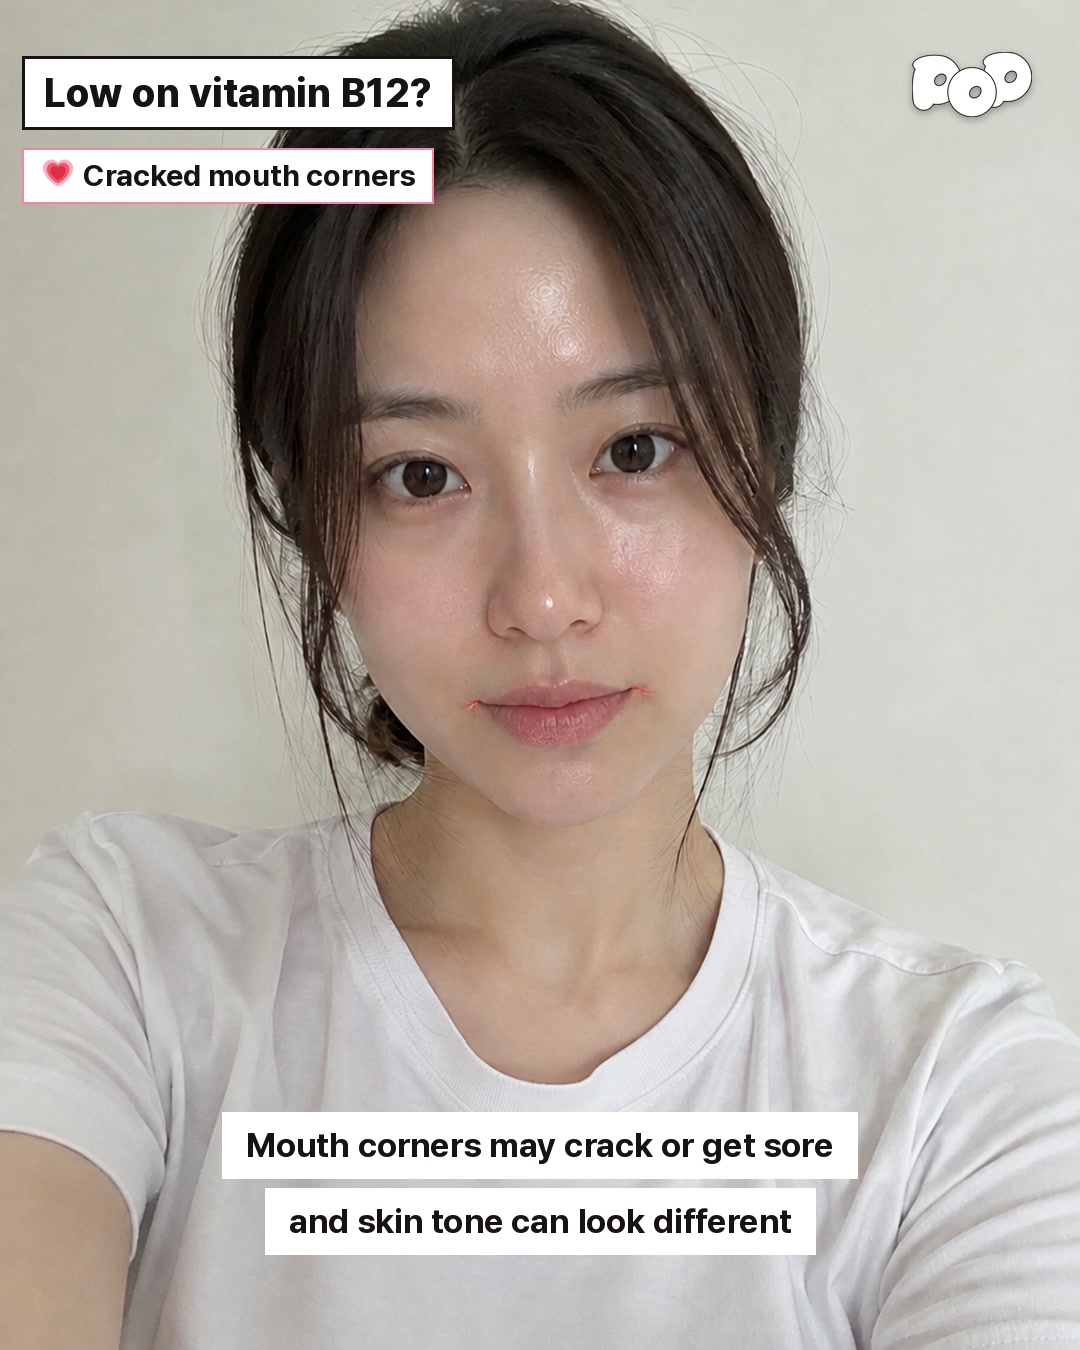 Low on vitamin B12?
POP
💗 Cracked mouth corners
Mouth corners may crack or get sore
and skin tone can look different